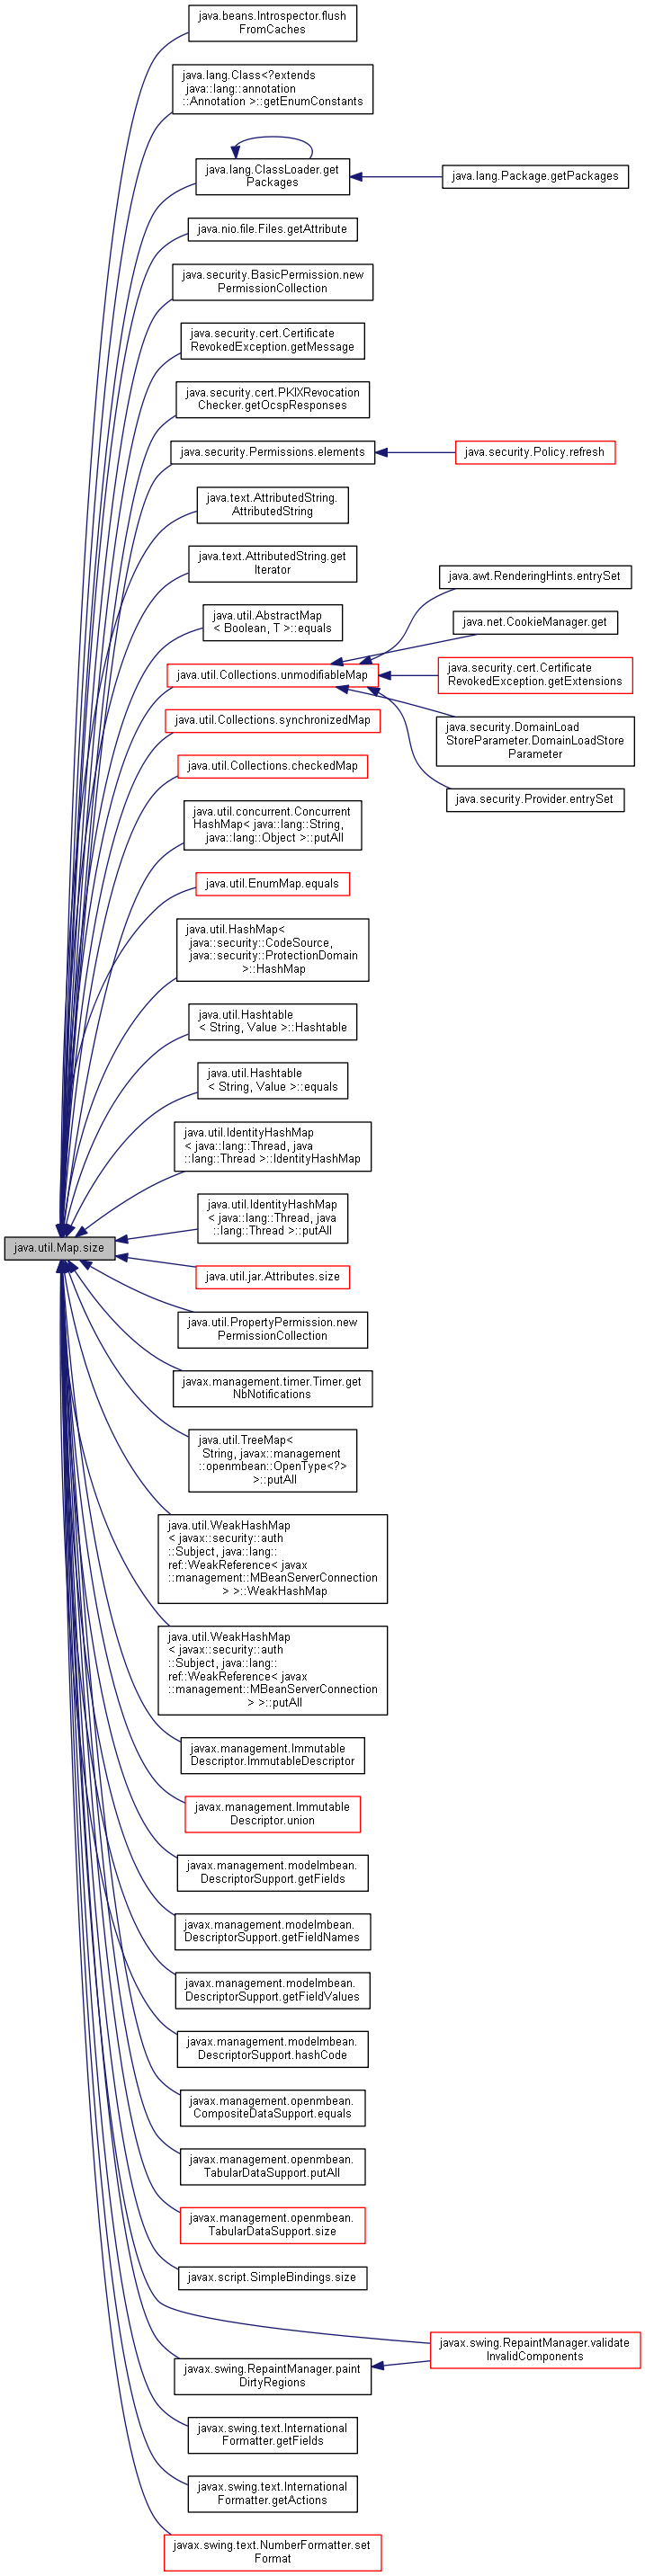 java.beans.Introspector.flush
FromCaches
java.lang.Class<?extends
java::lang::annotation
::Annotation >::getEnumConstants
java.lang.ClassLoader.get
Packages
java.lang.Package.getPackages
java.nio.file.Files.getAttribute
java.security.BasicPermission.new
PermissionCollection
java.security.cert.Certificate
RevokedException.getMessage
java.security.cert.PKIXRevocation
Checker.getOcspResponses
java.security.Permissions.elements
java.security.Policy.refresh
java.text.AttributedString.
AttributedString
java.text.AttributedString.get
Iterator
java.awt.RenderingHints.entrySet
java.util.AbstractMap
< Boolean, T >::equals
java.net.CookieManager.get
java.util.Collections.unmodifiableMap
java.security.cert.Certificate
RevokedException.getExtensions
java.util.Collections.synchronizedMap
java.security.DomainLoad
StoreParameter.DomainLoadStore
Parameter
java.util.Collections.checkedMap
java.security.Provider.entrySet
java.util.concurrent.Concurrent
HashMap< java::lang::String,
java::lang::Object >::putAll
java.util.EnumMap.equals
java.util.HashMap<
java::security::CodeSource,
java::security::ProtectionDomain
>::HashMap
java.util.Hashtable
< String, Value >::Hashtable
java.util.Hashtable
< String, Value >::equals
java.util.IdentityHashMap
< java::lang::Thread, java
::lang::Thread >::IdentityHashMap
java.util.IdentityHashMap
< java::lang::Thread, java
::lang::Thread >::putAll
java.util.Map.size
java.util.jar.Attributes.size
java.util.PropertyPermission.new
PermissionCollection
javax.management.timer.Timer.get
NbNotifications
java.util.TreeMap<
String, javax::management
::openmbean::OpenType<?>
>::putAll
java.util.WeakHashMap
< javax::security::auth
::Subject, java::lang::
ref::WeakReference< javax
::management::MBeanServerConnection
> >::WeakHashMap
java.util.WeakHashMap
< javax::security::auth
::Subject, java::lang::
ref::WeakReference< javax
::management::MBeanServerConnection
> >::putAll
javax.management.Immutable
Descriptor.ImmutableDescriptor
javax.management.Immutable
Descriptor.union
javax.management.modelmbean.
DescriptorSupport.getFields
javax.management.modelmbean.
DescriptorSupport.getFieldNames
javax.management.modelmbean.
DescriptorSupport.getFieldValues
javax.management.modelmbean.
DescriptorSupport.hashCode
javax.management.openmbean.
CompositeDataSupport.equals
javax.management.openmbean.
TabularDataSupport.putAll
javax.management.openmbean.
TabularDataSupport.size
javax.script.SimpleBindings.size
javax.swing.RepaintManager.validate
InvalidComponents
javax.swing.RepaintManager.paint
DirtyRegions
javax.swing.text.International
Formatter.getFields
javax.swing.text.International
Formatter.getActions
javax.swing.text.NumberFormatter.set
Format